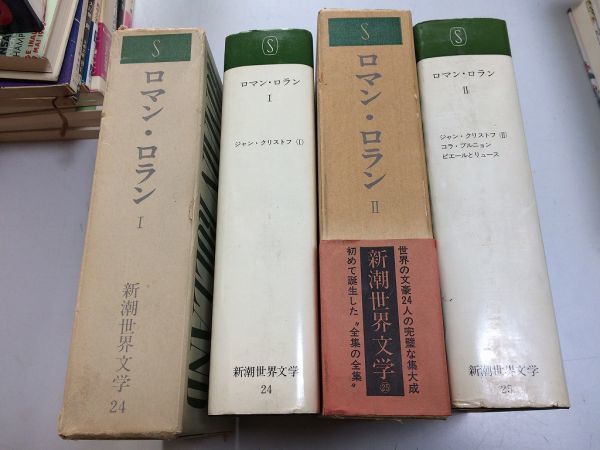 S
ロマン・ロラン
I
新潮世界文学
24
S
ロマン・ロラン
I
ジャン・クリストフ (I)
新潮世界文学
24
S
ロマン・ロラン
II
世界の文豪24人の完璧な集大成
新潮世界文学 25
初めて誕生した“全集の全集”
S
ロマン・ロラン
II
ジャン・クリストフ (II)
コラ・ブルニョン
ピエールとリュース
新潮世界文学
25